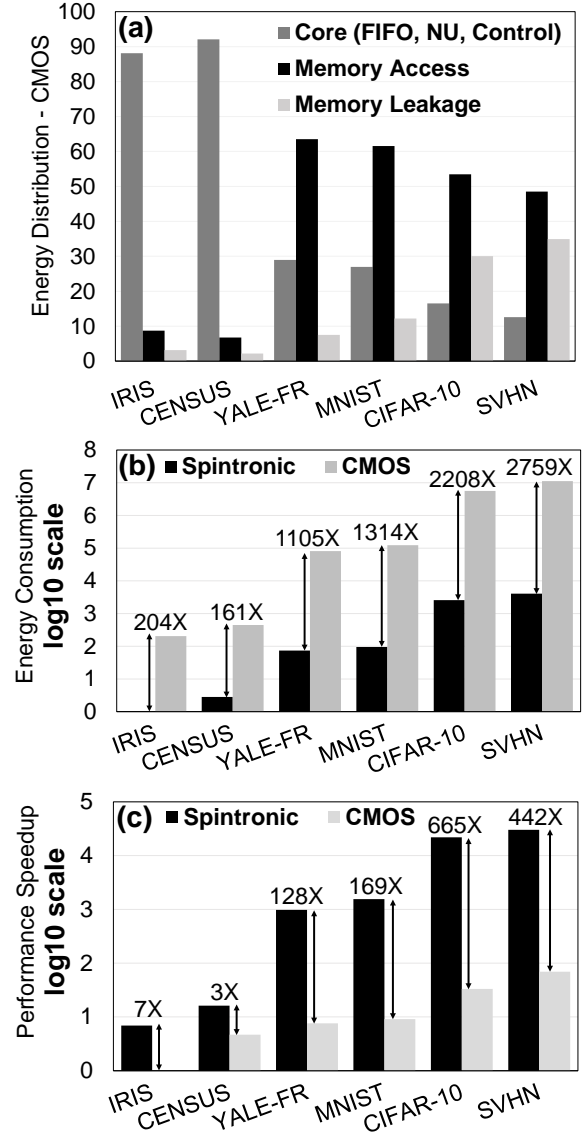 (a)
Core (FIFO, NU, Control)
Memory Access
Memory Leakage
Energy Distribution - CMOS
100
90
80
70
60
50
40
30
20
10
0
IRIS
CENSUS
YALE-FR
MNIST
CIFAR-10
SVHN
(b)
Spintronic
CMOS
Energy Consumption
log10 scale
8
7
6
5
4
3
2
1
0
204X
161X
1105X
1314X
2208X
2759X
IRIS
CENSUS
YALE-FR
MNIST
CIFAR-10
SVHN
(c)
Spintronic
CMOS
Performance Speedup
log10 scale
5
4
3
2
1
0
7X
3X
128X
169X
665X
442X
IRIS
CENSUS
YALE-FR
MNIST
CIFAR-10
SVHN